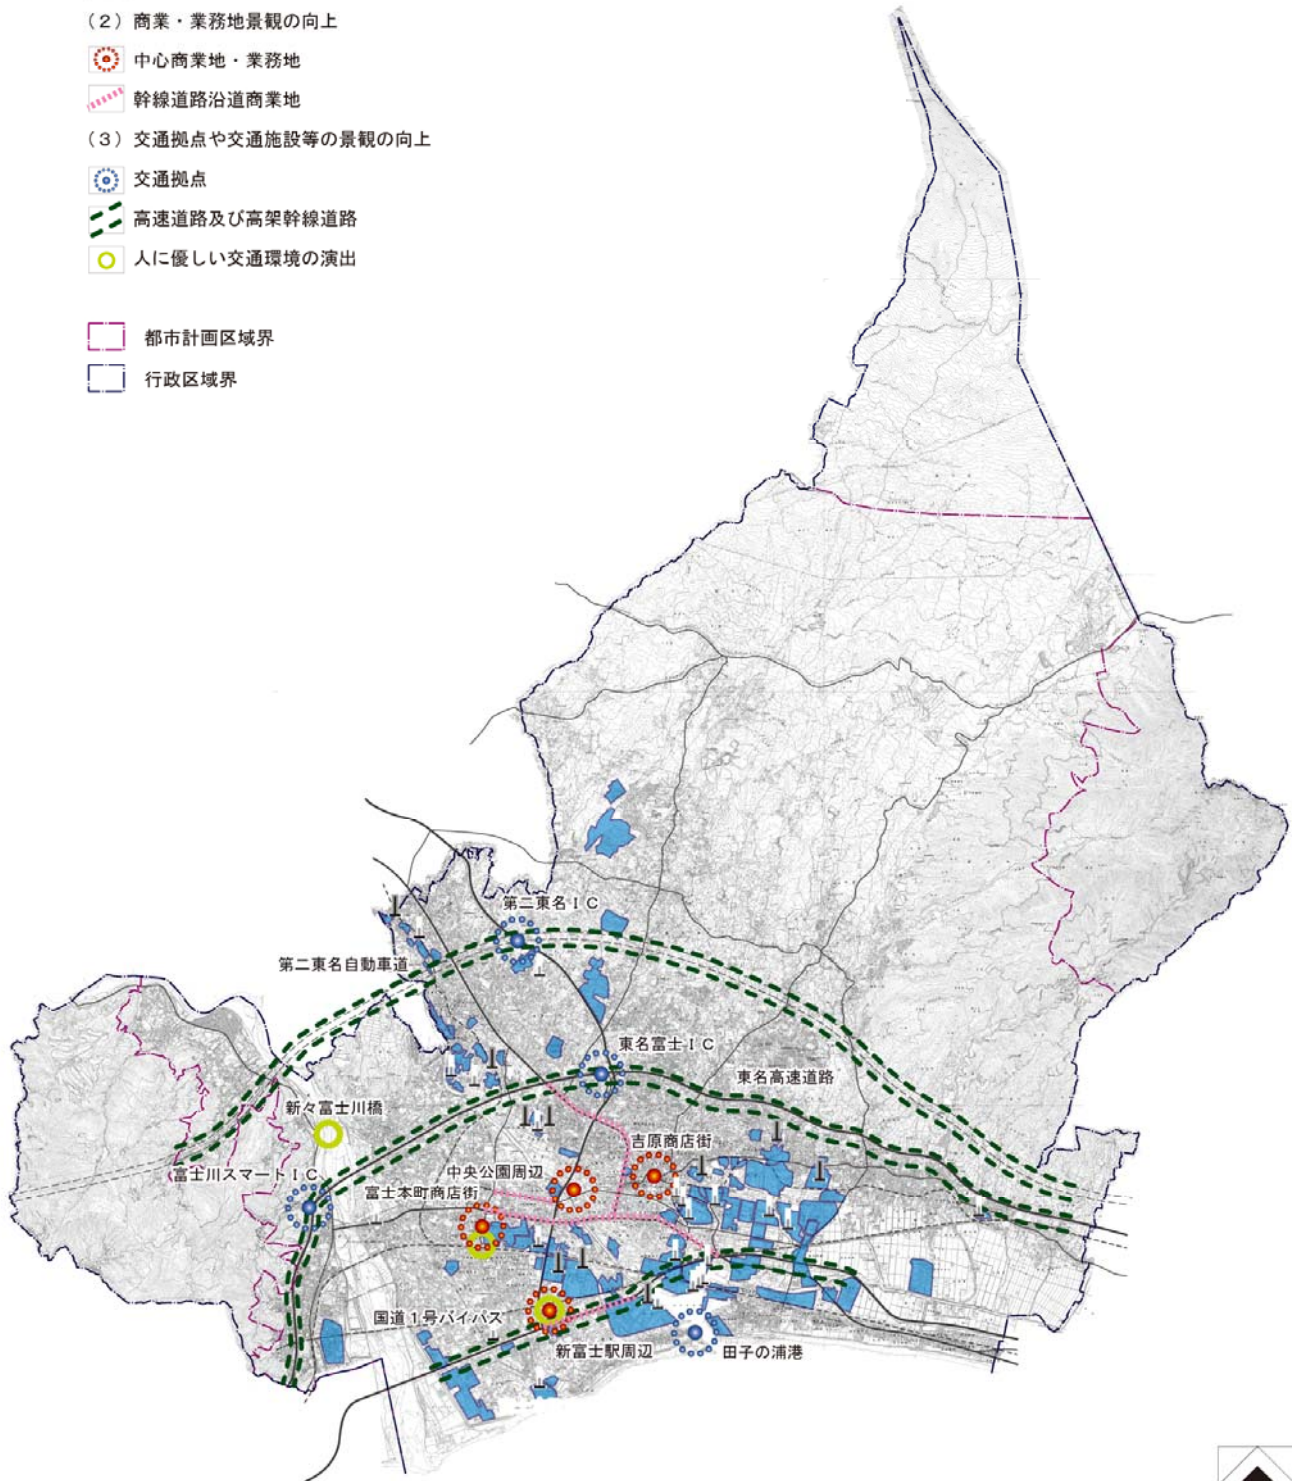 （2）商業・業務地景観の向上
中心商業地・業務地
幹線道路沿道商業地
（3）交通拠点や交通施設等の景観の向上
交通拠点
高速道路及び高架幹線道路
人に優しい交通環境の演出
都市計画区域界
行政区域界
第二東名ＩＣ
第二東名自動車道
東名富士ＩＣ
東名高速道路
新々富士川橋
吉原商店街
中央公園周辺
富士川スマートＩＣ
富士本町商店街
国道１号バイパス
新富士駅周辺
田子の浦港